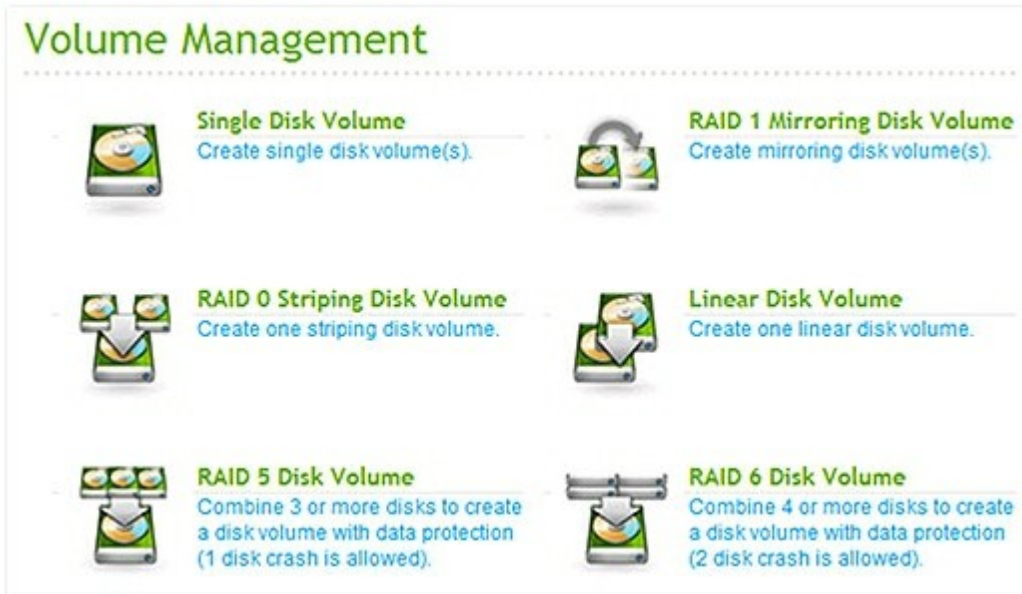 Volume Management
Single Disk Volume
Create single disk volume(s).
RAID 1 Mirroring Disk Volume
Create mirroring disk volume(s).
RAID 0 Striping Disk Volume
Create one striping disk volume.
Linear Disk Volume
Create one linear disk volume.
RAID 5 Disk Volume
Combine 3 or more disks to create
a disk volume with data protection
(1 disk crash is allowed).
RAID 6 Disk Volume
Combine 4 or more disks to create
a disk volume with data protection
(2 disk crash is allowed).